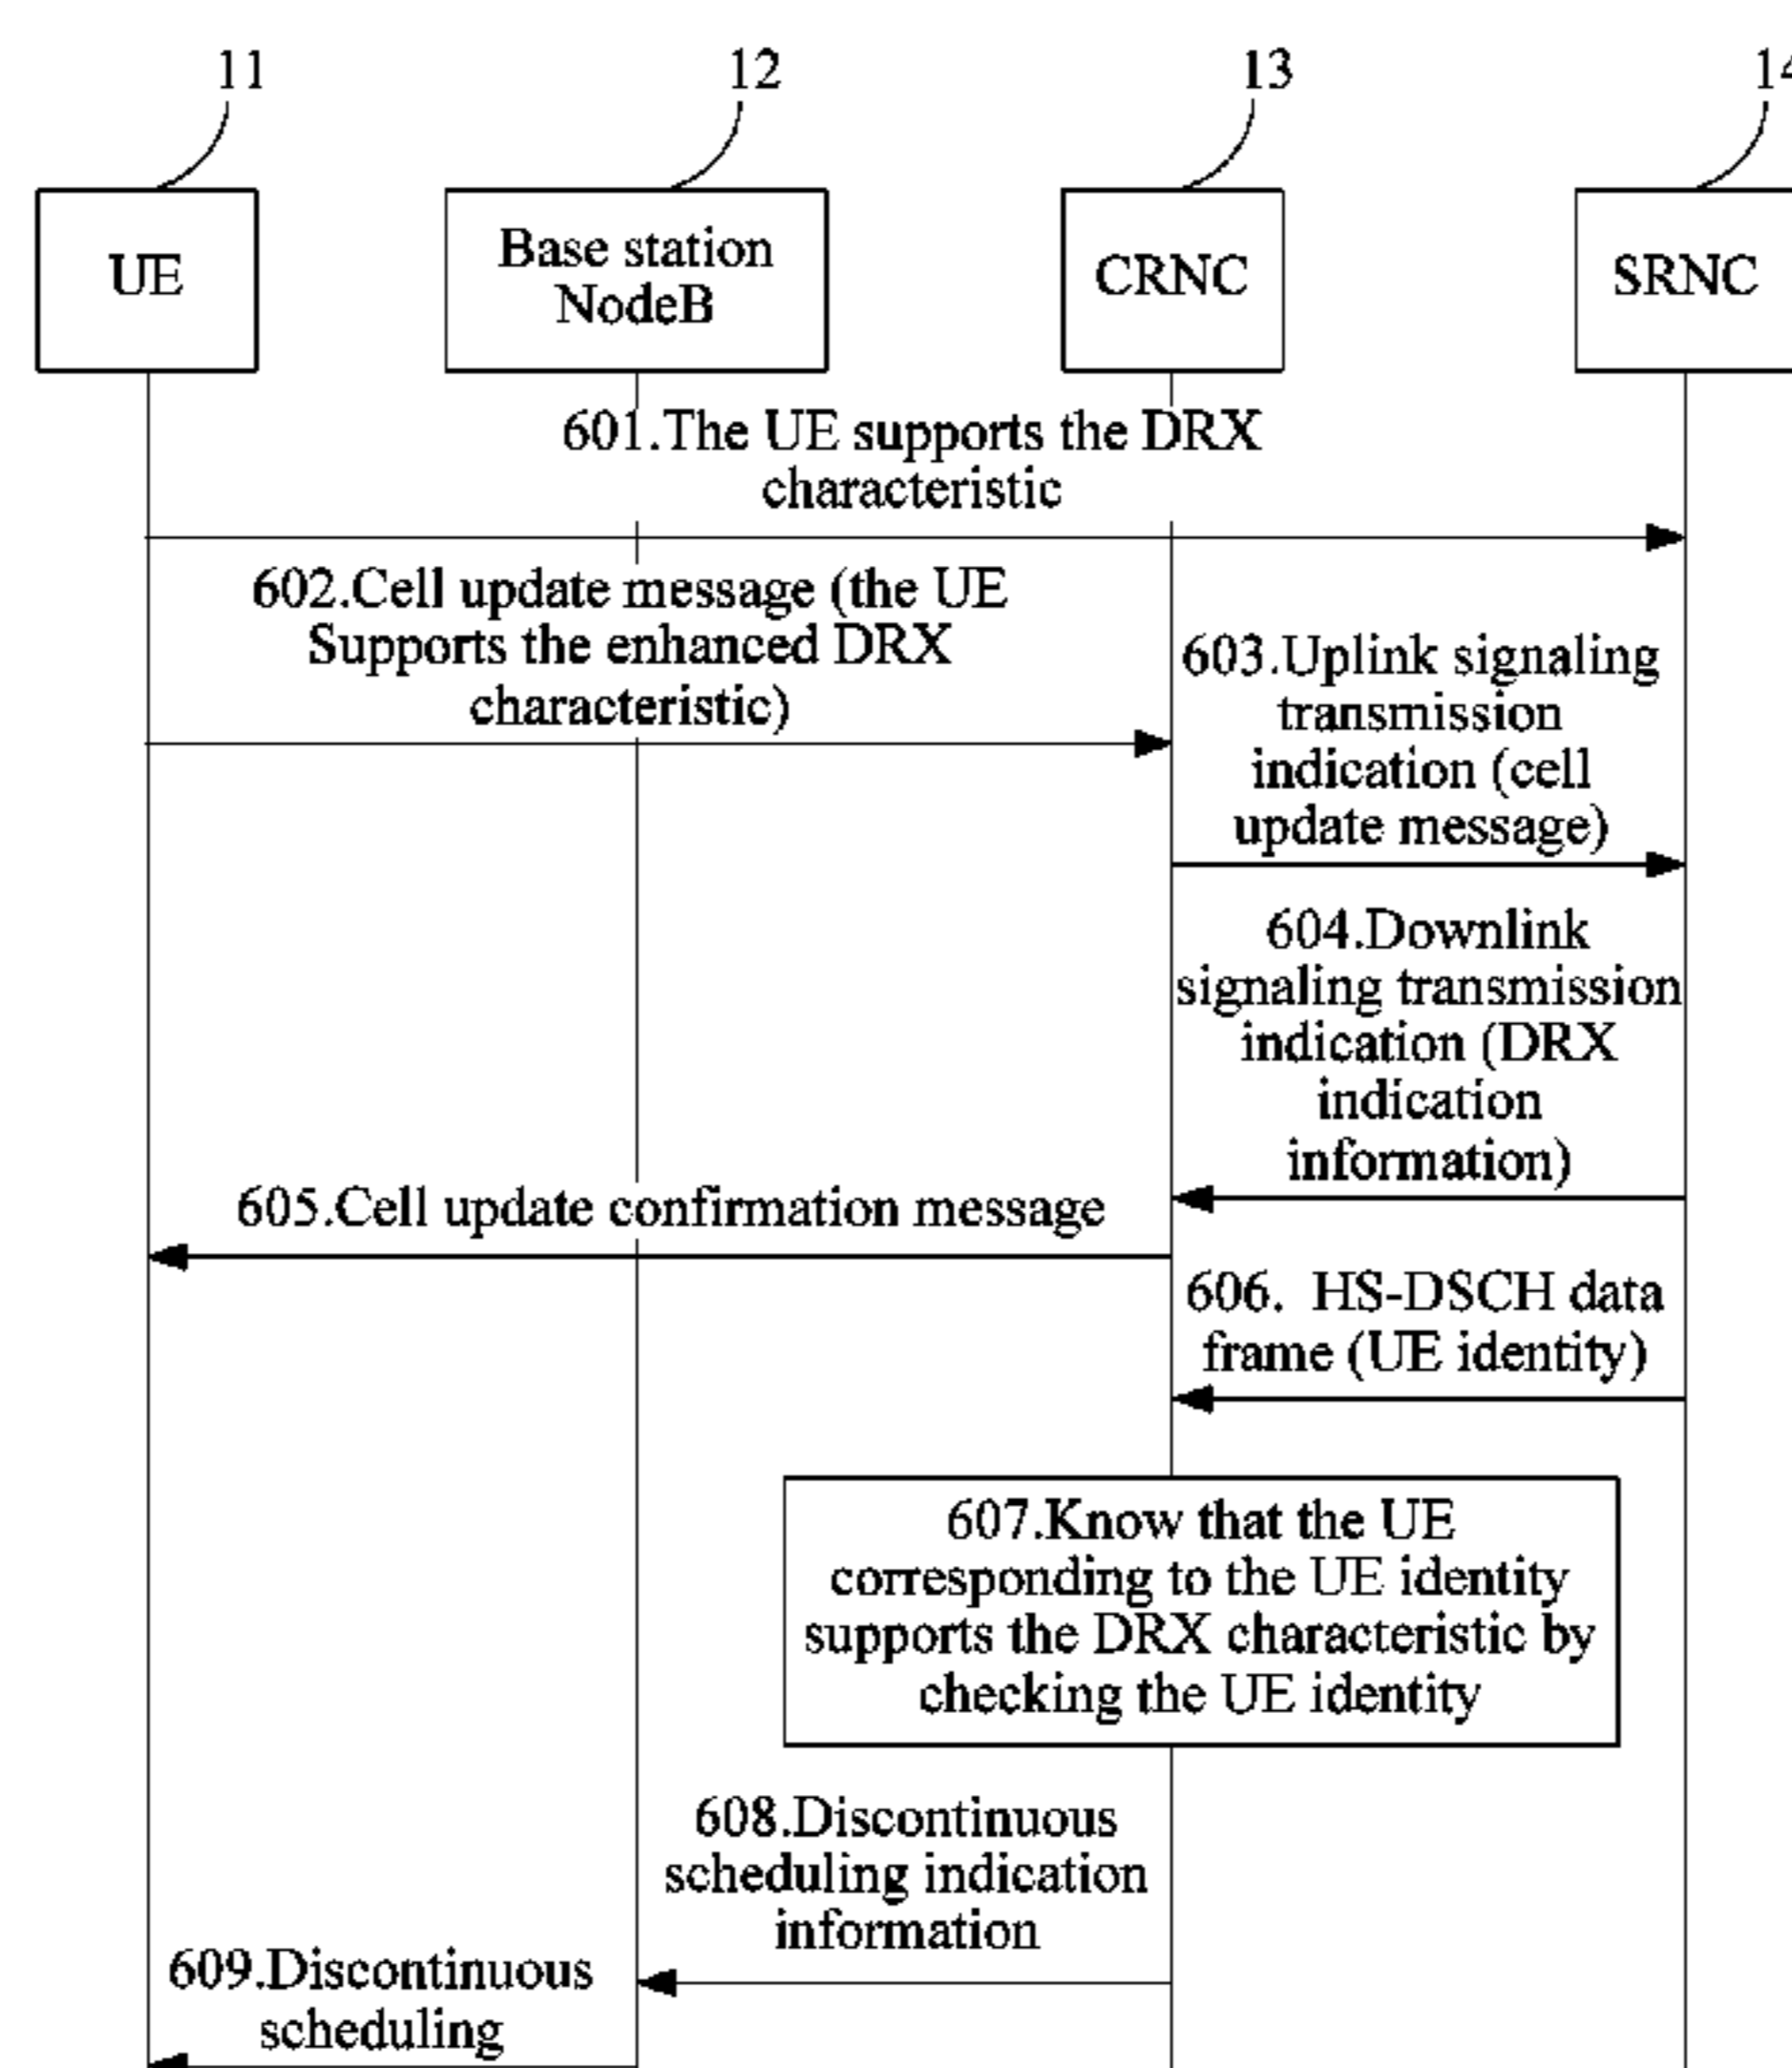 11
12
13
14
UE
Base station
NodeB
CRNC
SRNC
601.The UE supports the DRX
characteristic
602.Cell update message (the UE
Supports the enhanced DRX
characteristic)
603.Uplink signaling
transmission
indication (cell
update message)
604.Downlink
signaling transmission
indication (DRX
indication
information)
605.Cell update confirmation message
606. HS-DSCH data
frame (UE identity)
607.Know that the UE
corresponding to the UE identity
supports the DRX characteristic by
checking the UE identity
608.Discontinuous
scheduling indication
information
609.Discontinuous
scheduling